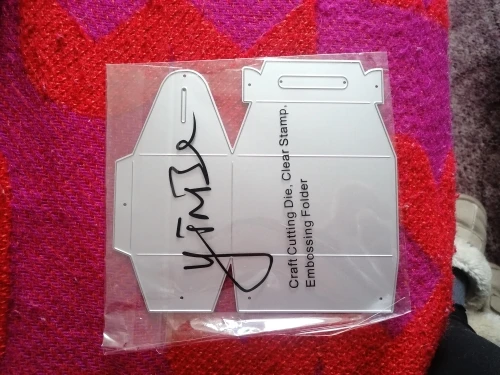 Craft Cutting Die, Clear Stamp,
Embossing Folder